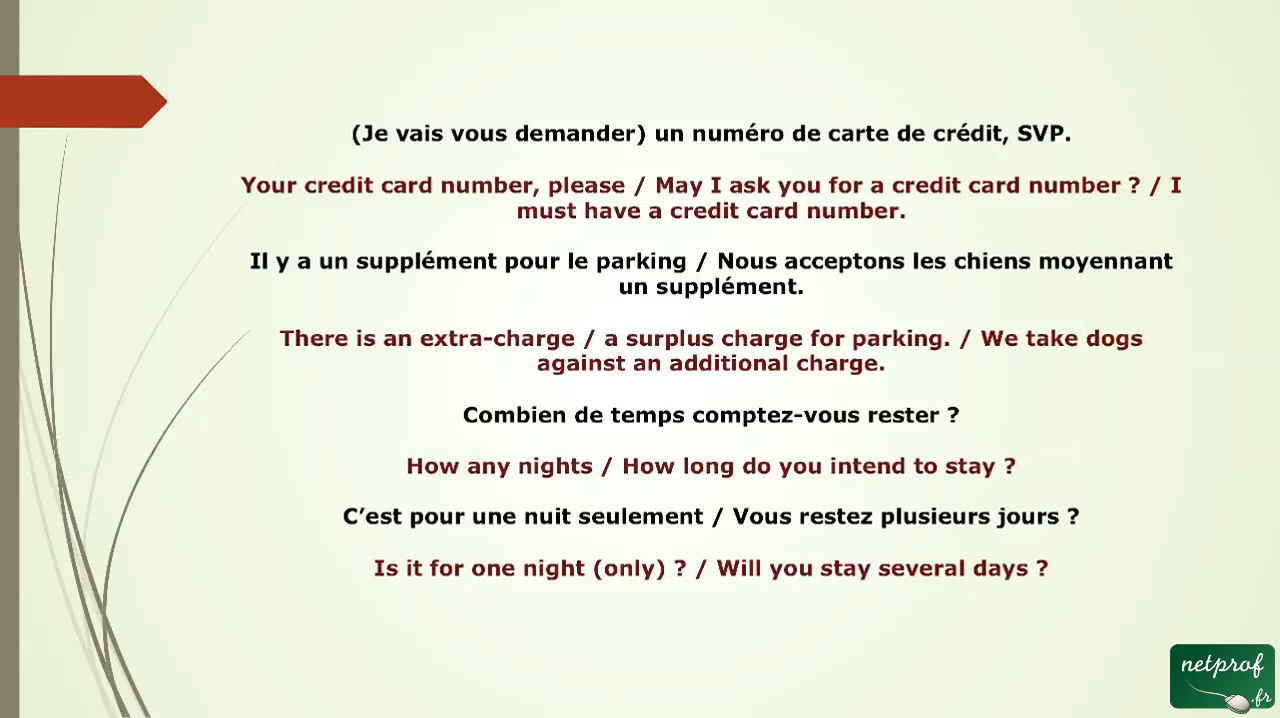 (Je vais vous demander) un numéro de carte de crédit, SVP.
Your credit card number, please / May I ask you for a credit card number ? / I
must have a credit card number.
Il y a un supplément pour le parking / Nous acceptons les chiens moyennant
un supplément.
There is an extra-charge / a surplus charge for parking. / We take dogs
against an additional charge.
Combien de temps comptez-vous rester ?
How any nights / How long do you intend to stay ?
C’est pour une nuit seulement / Vous restez plusieurs jours ?
Is it for one night (only) ? / Will you stay several days ?
netprof
.fr